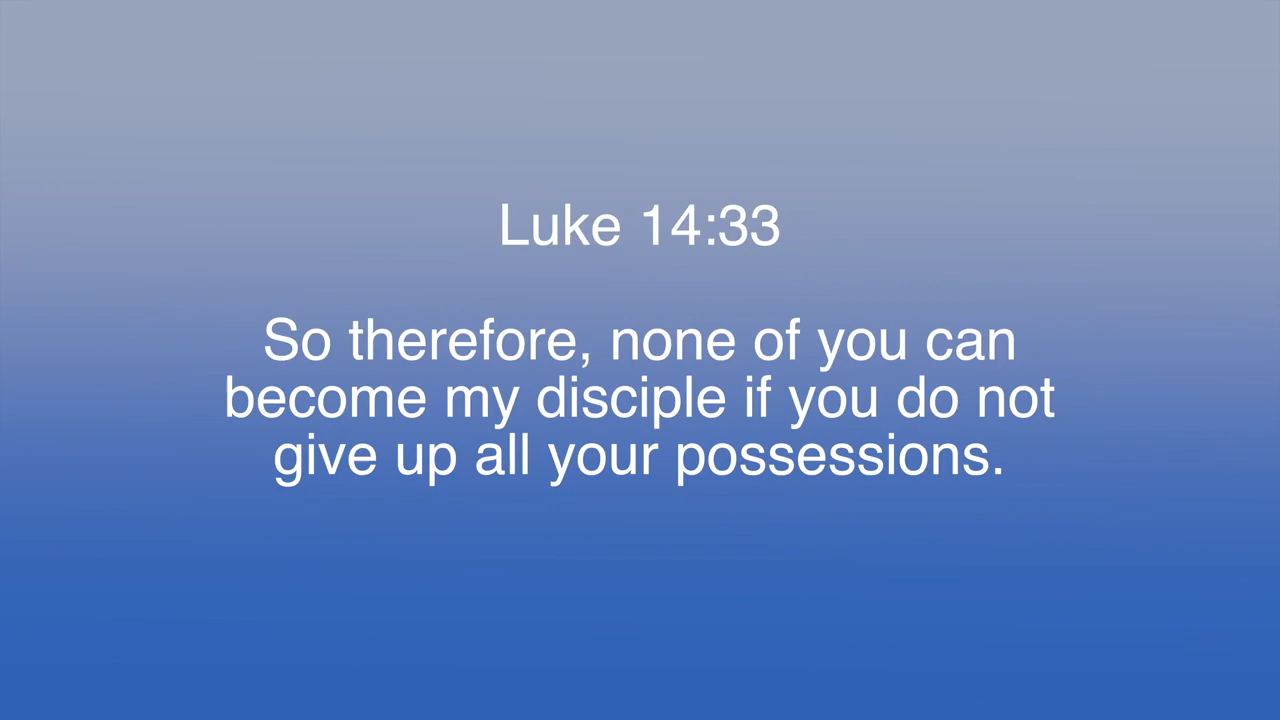 Luke 14:33
So therefore, none of you can
become my disciple if you do not
give up all your possessions.